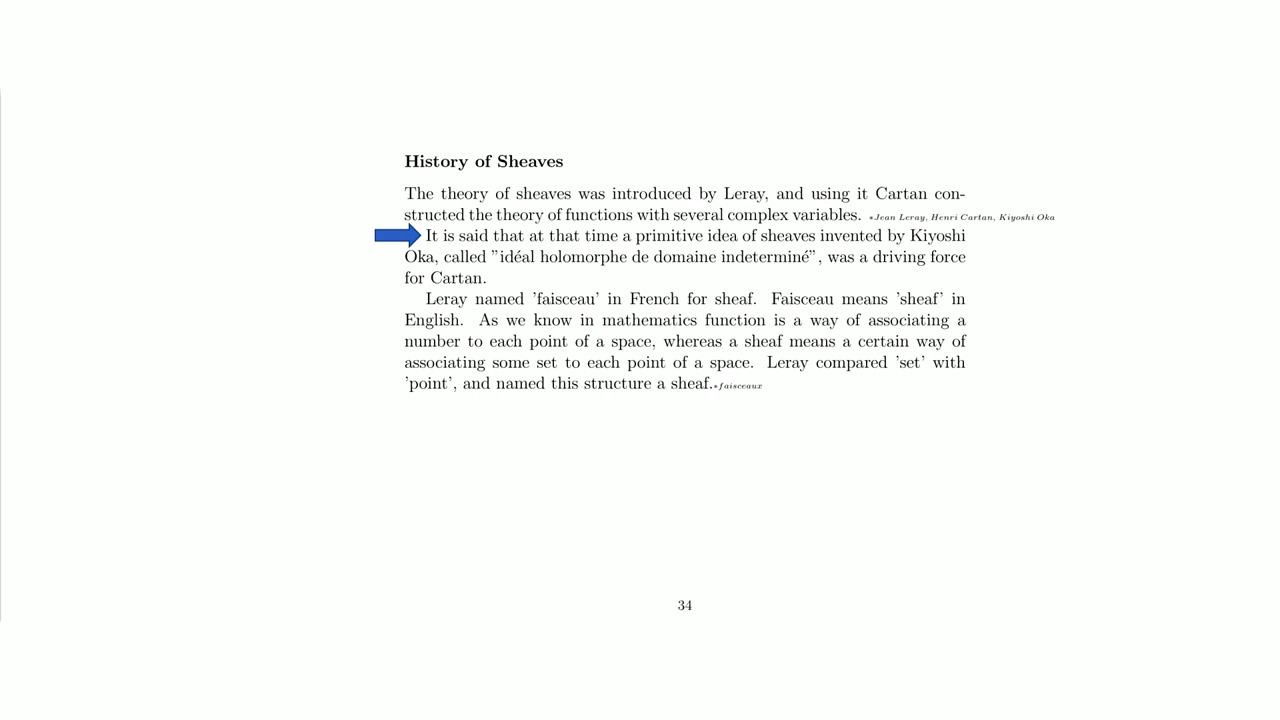 History of Sheaves
The theory of sheaves was introduced by Leray, and using it Cartan con-
structed the theory of functions with several complex variables. *Jean Leray, Henri Cartan, Kiyoshi Oka
It is said that at that time a primitive idea of sheaves invented by Kiyoshi
Oka, called ”idéal holomorphe de domaine indeterminé”, was a driving force
for Cartan.
Leray named ’faisceau’ in French for sheaf. Faisceau means ’sheaf’ in
English. As we know in mathematics function is a way of associating a
number to each point of a space, whereas a sheaf means a certain way of
associating some set to each point of a space. Leray compared ’set’ with
’point’, and named this structure a sheaf.*faisceaux
34